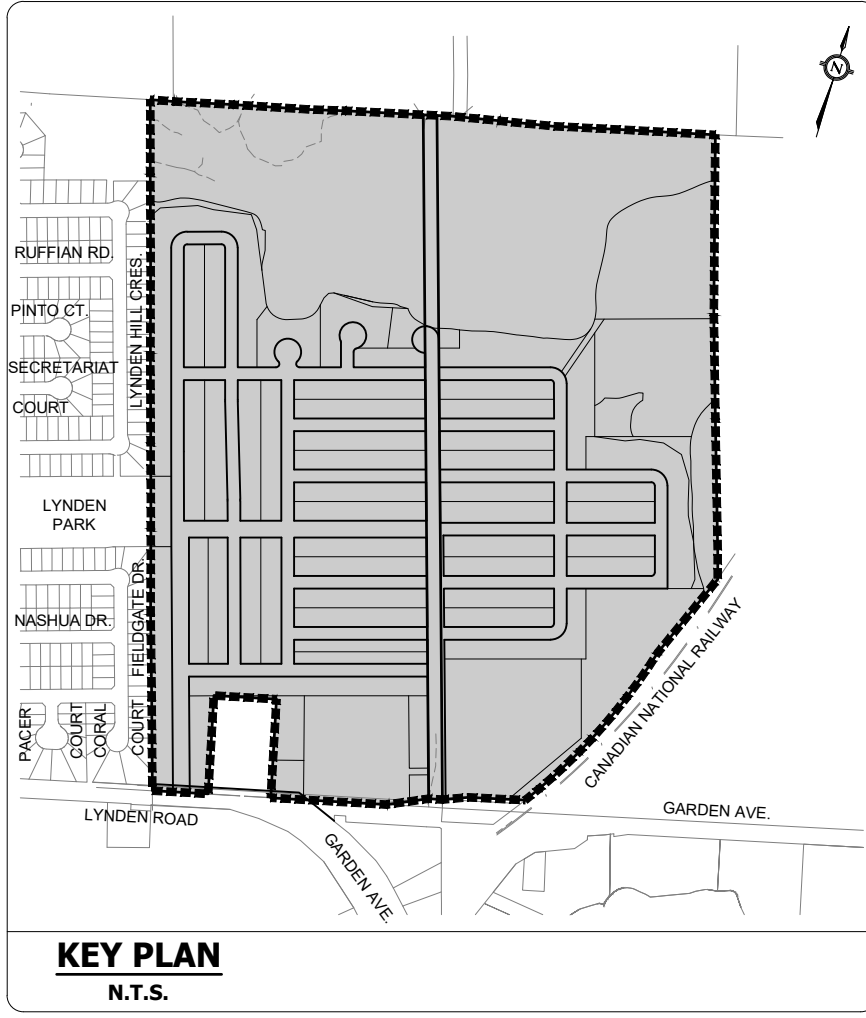 N
RUFFIAN RD.
LYNDEN HILL CRES.
PINTO CT.
SECRETARIAT
COURT
LYNDEN
PARK
FIELDGATE DR.
NASHUA DR.
CANADIAN NATIONAL RAILWAY
PACER
COURT
CORAL
COURT
LYNDEN ROAD
GARDEN AVE.
GARDEN AVE.
KEY PLAN
N.T.S.